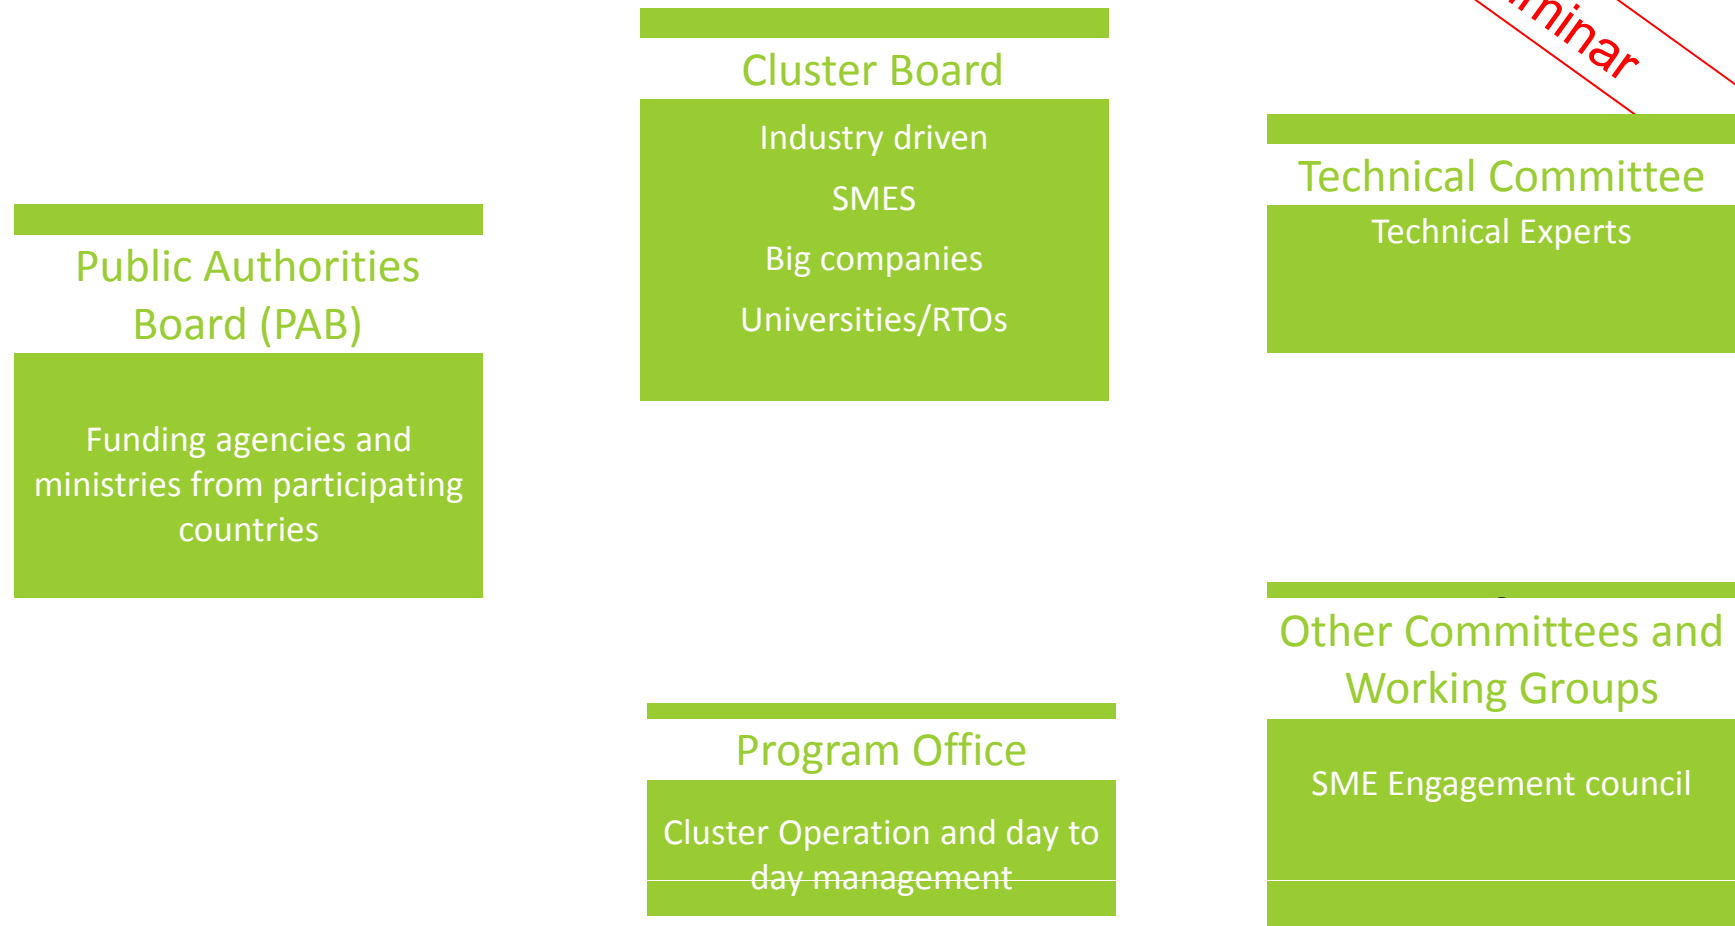 Cluster Board
Industry driven
SMES
Big companies
Universities/RTOs
Technical Committee
Technical Experts
Public Authorities
Board (PAB)
Funding agencies and
ministries from participating
countries
Other Committees and
Working Groups
SME Engagement council
Program Office
Cluster Operation and day to
day management